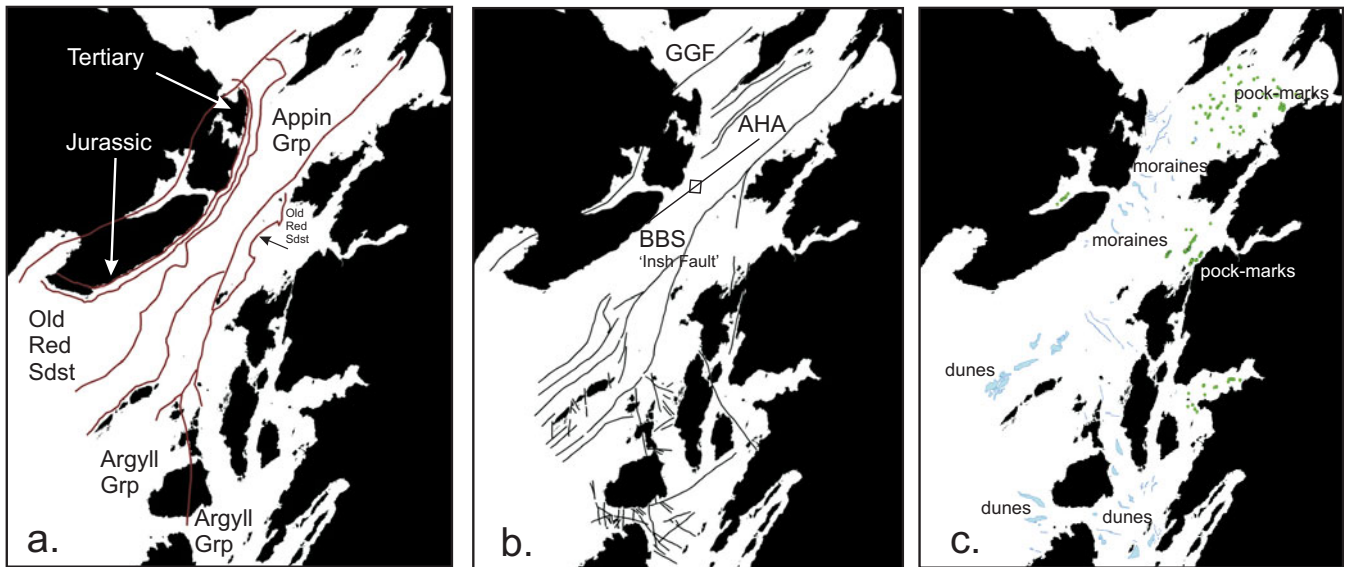 Tertiary
Jurassic
Appin
Grp
Old
Red
Sdst
Old
Red
Sdst
Argyll
Grp
Argyll
Grp
a.
GGF
AHA
BBS
'Insh Fault'
b.
pock-marks
moraines
moraines
pock-marks
dunes
dunes
dunes
c.